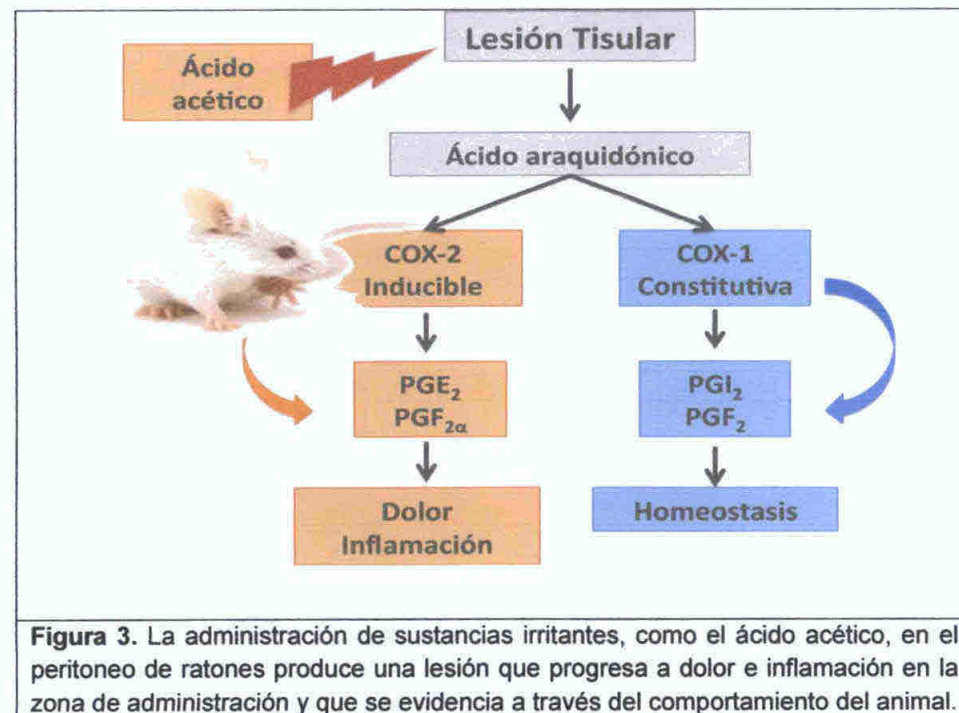 Lesión Tisular
Ácido
acético
Ácido araquidónico
COX-2
Inducible
COX-1
Constitutiva
PGE₂
PGF₂α
PGI₂
PGF₂
Dolor
Inflamación
Homeostasis
Figura 3. La administración de sustancias irritantes, como el ácido acético, en el
peritoneo de ratones produce una lesión que progresa a dolor e inflamación en la
zona de administración y que se evidencia a través del comportamiento del animal.